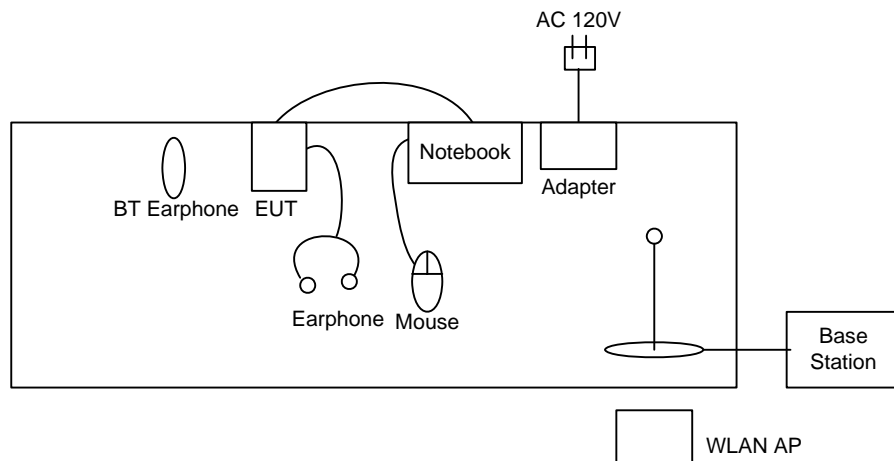 AC 120V
Notebook
Adapter
BT Earphone
EUT
Earphone
Mouse
Base
Station
WLAN AP